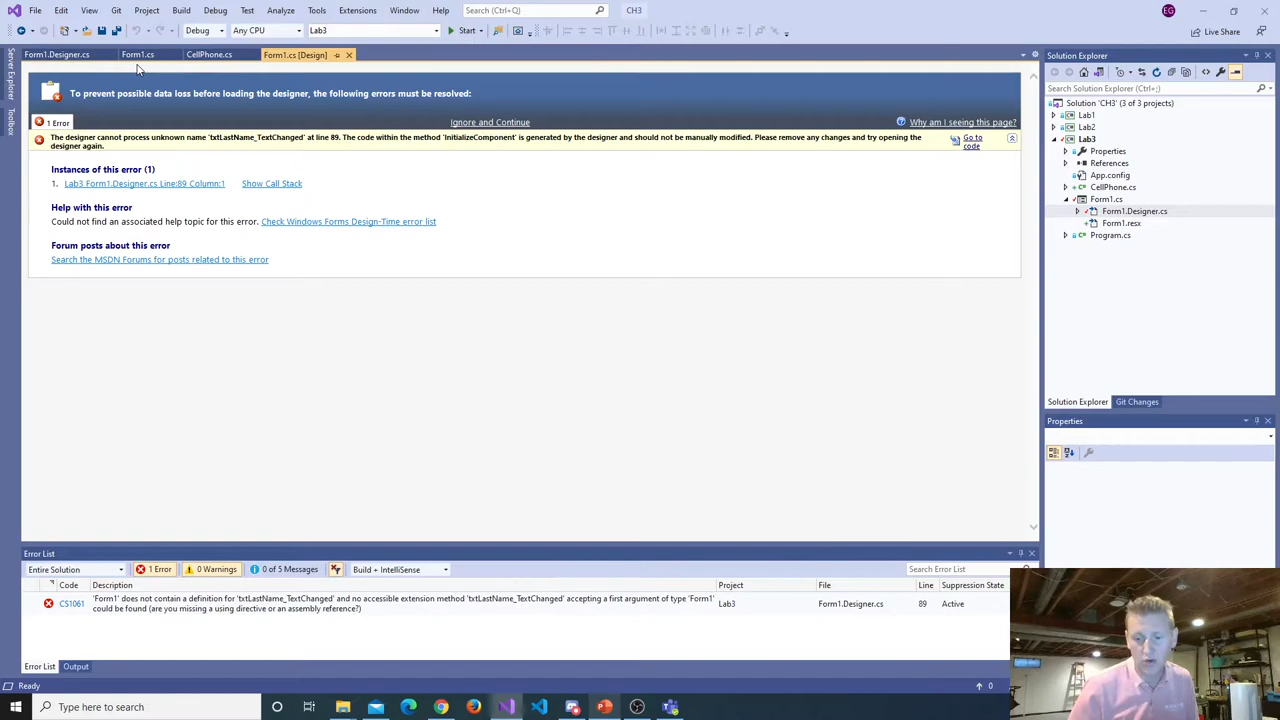 File Edit View Git Project Build Debug Test Analyze Tools Extensions Window Help Search (Ctrl+Q) CH3 EG
Debug Any CPU Lab3 Start Live Share
Form1.Designer.cs Form1.cs CellPhone.cs Form1.cs [Design]
Server Explorer
Toolbox
To prevent possible data loss before loading the designer, the following errors must be resolved:
1 Error Ignore and Continue Why am I seeing this page?
The designer cannot process unknown name 'txtLastName_TextChanged' at line 89. The code within the method 'InitializeComponent' is generated by the designer and should not be manually modified. Please remove any changes and try opening the
designer again.
Go to
code
Instances of this error (1)
1. Lab3 Form1.Designer.cs Line:89 Column:1 Show Call Stack
Help with this error
Could not find an associated help topic for this error. Check Windows Forms Design-Time error list
Forum posts about this error
Search the MSDN Forums for posts related to this error
Solution Explorer
Search Solution Explorer (Ctrl+;)
Solution 'CH3' (3 of 3 projects)
Lab1
Lab2
Lab3
Properties
References
App.config
CellPhone.cs
Form1.cs
Form1.Designer.cs
Form1.resx
Program.cs
Solution Explorer Git Changes
Properties
Error List
Entire Solution 1 Error 0 Warnings 0 of 5 Messages Build + IntelliSense Search Error List
Code Description Project File Line Suppression State
CS1061 'Form1' does not contain a definition for 'txtLastName_TextChanged' and no accessible extension method 'txtLastName_TextChanged' accepting a first argument of type 'Form1'
could be found (are you missing a using directive or an assembly reference?)
Lab3 Form1.Designer.cs 89 Active
Error List Output
Ready 0
Type here to search